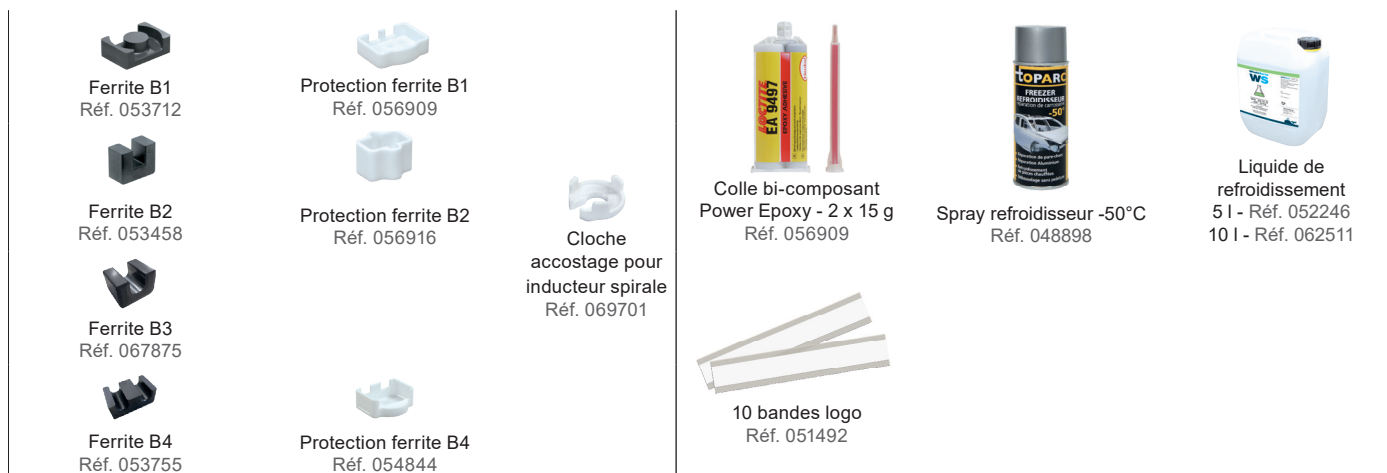 Ferrite B1
Réf. 053712
Protection ferrite B1
Réf. 056909
Ferrite B2
Réf. 053458
Protection ferrite B2
Réf. 056916
Ferrite B3
Réf. 067875
Ferrite B4
Réf. 053755
Protection ferrite B4
Réf. 054844
Cloche
accostage pour
inducteur spirale
Réf. 069701
LOCTITE
EA 9497
EPOXY ADHESIVE
Colle bi-composant
Power Epoxy - 2 x 15 g
Réf. 056909
TOPARC
FREEZER
REFROIDISSEUR
-50°
Spray refroidisseur -50°C
Réf. 048898
WS
Liquide de
refroidissement
5 l - Réf. 052246
10 l - Réf. 062511
10 bandes logo
Réf. 051492